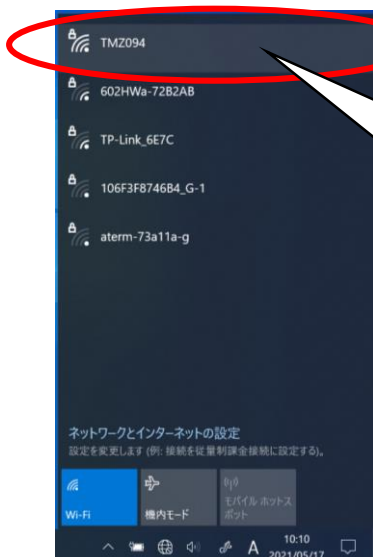 TMZ094
602HWa-72B2AB
TP-Link_6E7C
106F3F8746B4_G-1
aterm-73a11a-g
ネットワークとインターネットの設定
設定を変更します (例: 接続を従量制課金接続に設定する)。
Wi-Fi
機内モード
モバイル ホットス
ポット
A
10:10
2021/05/17